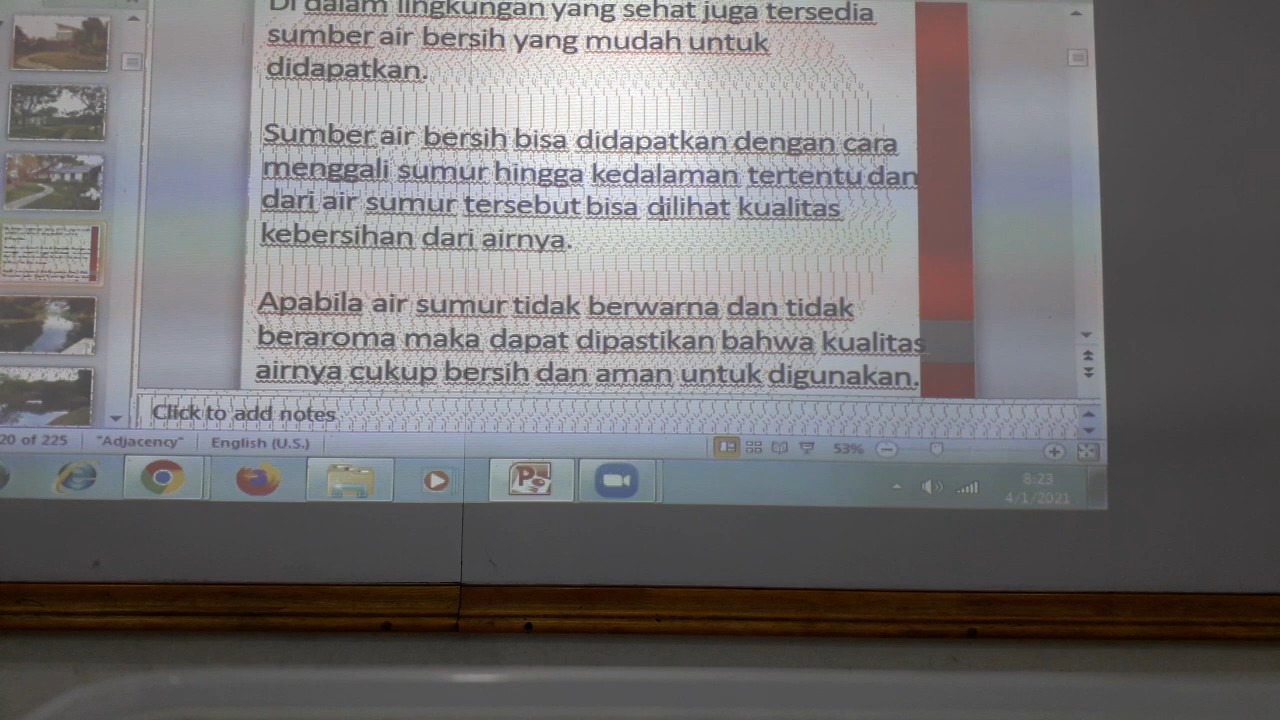 Di dalam lingkungan yang sehat juga tersedia
sumber air bersih yang mudah untuk
didapatkan.
Sumber air bersih bisa didapatkan dengan cara
menggali sumur hingga kedalaman tertentu dan
dari air sumur tersebut bisa dilihat kualitas
kebersihan dari airnya.
Apabila air sumur tidak berwarna dan tidak
beraroma maka dapat dipastikan bahwa kualitas
airnya cukup bersih dan aman untuk digunakan.
Click to add notes
20 of 225 "Adjacency" English (U.S.) 53%
8:23
4/1/2021